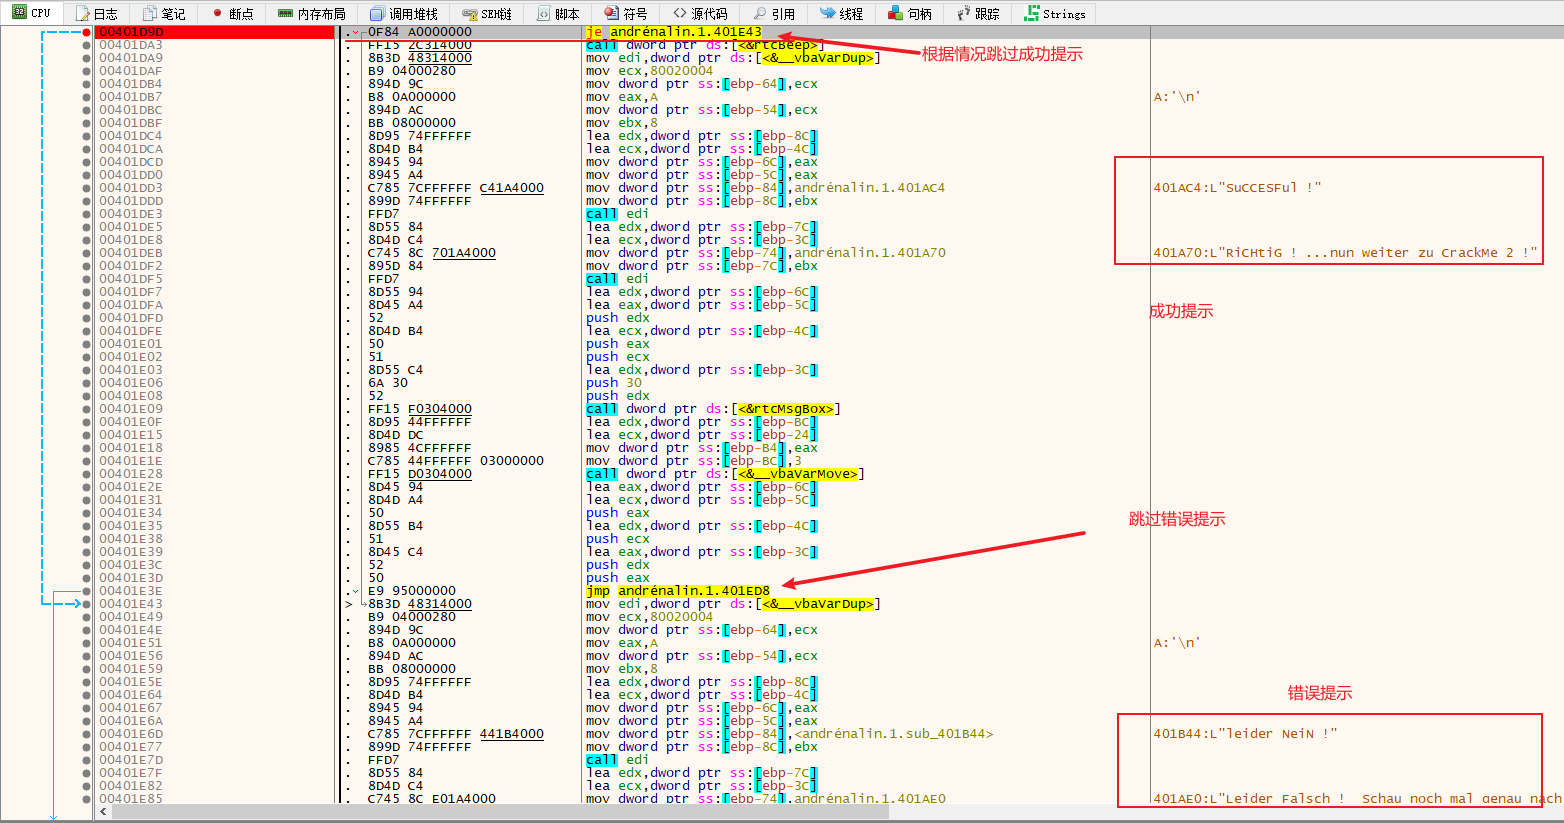 CPU 日志 笔记 断点 内存布局 调用堆栈 SEH链 脚本 符号 源代码 引用 线程 句柄 跟踪 Strings
00401D9D . 0F84 A0000000 je andrénalin.1.401E43
00401DA3 . FF15 2C314000 call dword ptr ds:[<&rtcBeep>]
根据情况跳过成功提示
00401DA9 . 8B3D 48314000 mov edi,dword ptr ds:[<&__vbaVarDup>]
00401DAF . B9 04000280 mov ecx,80020004
00401DB4 . 894D 9C mov dword ptr ss:[ebp-64],ecx
00401DB7 . B8 0A000000 mov eax,A A:'\n'
00401DBC . 894D AC mov dword ptr ss:[ebp-54],ecx
00401DBF . BB 08000000 mov ebx,8
00401DC4 . 8D95 74FFFFFF lea edx,dword ptr ss:[ebp-8C]
00401DCA . 8D4D B4 lea ecx,dword ptr ss:[ebp-4C]
00401DCD . 8945 94 mov dword ptr ss:[ebp-6C],eax
00401DD0 . 8945 A4 mov dword ptr ss:[ebp-5C],eax
00401DD3 . C785 7CFFFFFF C41A4000 mov dword ptr ss:[ebp-84],andrénalin.1.401AC4 401AC4:L"SuCCESFul !"
00401DDD . 899D 74FFFFFF mov dword ptr ss:[ebp-8C],ebx
00401DE3 . FFD7 call edi
00401DE5 . 8D55 84 lea edx,dword ptr ss:[ebp-7C]
00401DE8 . 8D4D C4 lea ecx,dword ptr ss:[ebp-3C]
00401DEB . C745 8C 701A4000 mov dword ptr ss:[ebp-74],andrénalin.1.401A70 401A70:L"RiCHtiG ! ...nun weiter zu CrackMe 2 !"
00401DF2 . 895D 84 mov dword ptr ss:[ebp-7C],ebx
00401DF5 . FFD7 call edi
00401DF7 . 8D55 94 lea edx,dword ptr ss:[ebp-6C]
00401DFA . 8D45 A4 lea eax,dword ptr ss:[ebp-5C]
成功提示
00401DFD . 52 push edx
00401DFE . 8D4D B4 lea ecx,dword ptr ss:[ebp-4C]
00401E01 . 50 push eax
00401E02 . 51 push ecx
00401E03 . 8D55 C4 lea edx,dword ptr ss:[ebp-3C]
00401E06 . 6A 30 push 30
00401E08 . 52 push edx
00401E09 . FF15 F0304000 call dword ptr ds:[<&rtcMsgBox>]
00401E0F . 8D95 44FFFFFF lea edx,dword ptr ss:[ebp-BC]
00401E15 . 8D4D DC lea ecx,dword ptr ss:[ebp-24]
00401E18 . 8985 4CFFFFFF mov dword ptr ss:[ebp-B4],eax
00401E1E . C785 44FFFFFF 03000000 mov dword ptr ss:[ebp-BC],3
00401E28 . FF15 D0304000 call dword ptr ds:[<&__vbaVarMove>]
00401E2E . 8D45 94 lea eax,dword ptr ss:[ebp-6C]
00401E31 . 8D4D A4 lea ecx,dword ptr ss:[ebp-5C]
00401E34 . 50 push eax
跳过错误提示
00401E35 . 8D55 B4 lea edx,dword ptr ss:[ebp-4C]
00401E38 . 51 push ecx
00401E39 . 8D45 C4 lea eax,dword ptr ss:[ebp-3C]
00401E3C . 52 push edx
00401E3D . 50 push eax
00401E3E . E9 95000000 jmp andrénalin.1.401ED8
00401E43 > 8B3D 48314000 mov edi,dword ptr ds:[<&__vbaVarDup>]
00401E49 . B9 04000280 mov ecx,80020004
00401E4E . 894D 9C mov dword ptr ss:[ebp-64],ecx
00401E51 . B8 0A000000 mov eax,A A:'\n'
00401E56 . 894D AC mov dword ptr ss:[ebp-54],ecx
00401E59 . BB 08000000 mov ebx,8
00401E5E . 8D95 74FFFFFF lea edx,dword ptr ss:[ebp-8C]
错误提示
00401E64 . 8D4D B4 lea ecx,dword ptr ss:[ebp-4C]
00401E67 . 8945 94 mov dword ptr ss:[ebp-6C],eax
00401E6A . 8945 A4 mov dword ptr ss:[ebp-5C],eax
00401E6D . C785 7CFFFFFF 441B4000 mov dword ptr ss:[ebp-84],<andrénalin.1.sub_401B44> 401B44:L"leider NeiN !"
00401E77 . 899D 74FFFFFF mov dword ptr ss:[ebp-8C],ebx
00401E7D . FFD7 call edi
00401E7F . 8D55 84 lea edx,dword ptr ss:[ebp-7C]
00401E82 . 8D4D C4 lea ecx,dword ptr ss:[ebp-3C]
00401E85 . C745 8C E01A4000 mov dword ptr ss:[ebp-74],andrénalin.1.401AE0 401AE0:L"Leider Falsch ! Schau noch mal genau nach